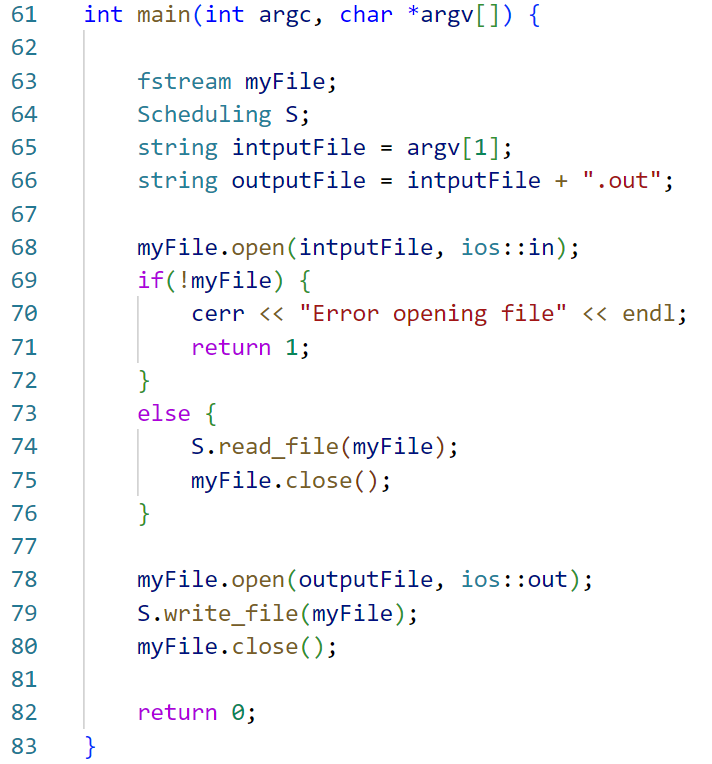 61 int main(int argc, char *argv[]) {
62
63 fstream myFile;
64 Scheduling S;
65 string intputFile = argv[1];
66 string outputFile = intputFile + ".out";
67
68 myFile.open(intputFile, ios::in);
69 if(!myFile) {
70 cerr << "Error opening file" << endl;
71 return 1;
72 }
73 else {
74 S.read_file(myFile);
75 myFile.close();
76 }
77
78 myFile.open(outputFile, ios::out);
79 S.write_file(myFile);
80 myFile.close();
81
82 return 0;
83 }